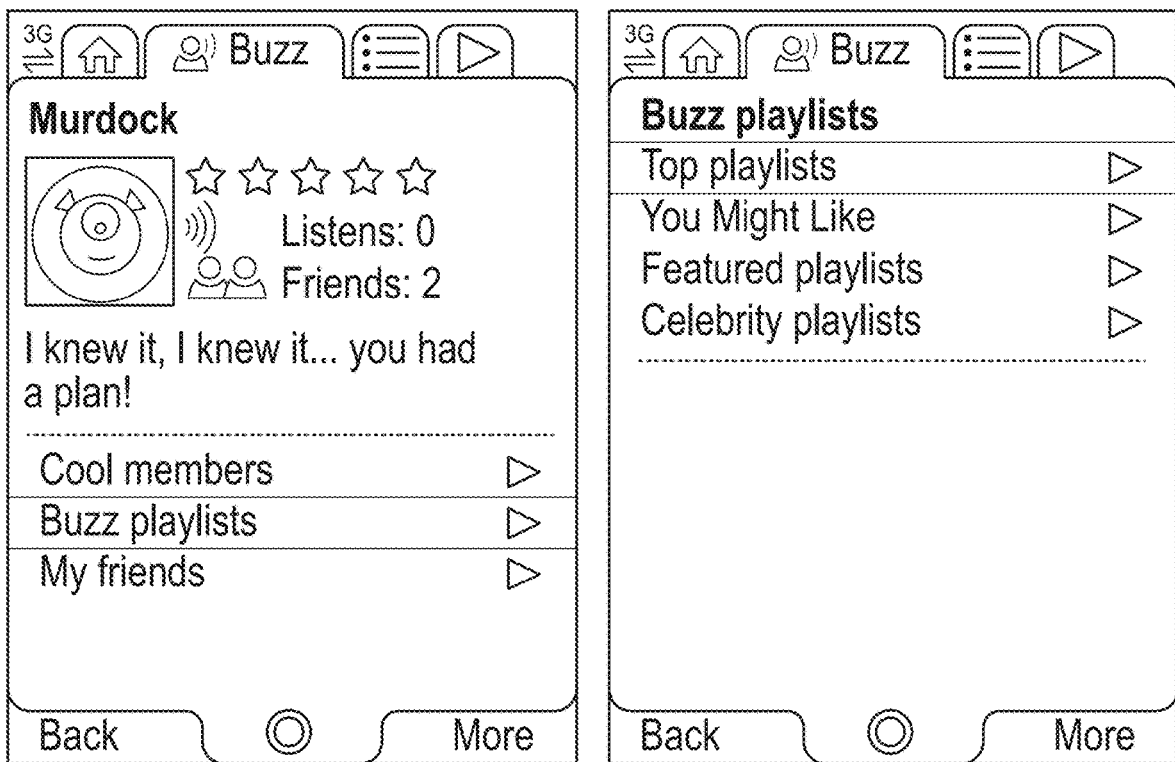 3G
Buzz
Murdock
Listens: 0
Friends: 2
I knew it, I knew it... you had
a plan!
Cool members
Buzz playlists
My friends
Back
More
3G
Buzz
Buzz playlists
Top playlists
You Might Like
Featured playlists
Celebrity playlists
Back
More